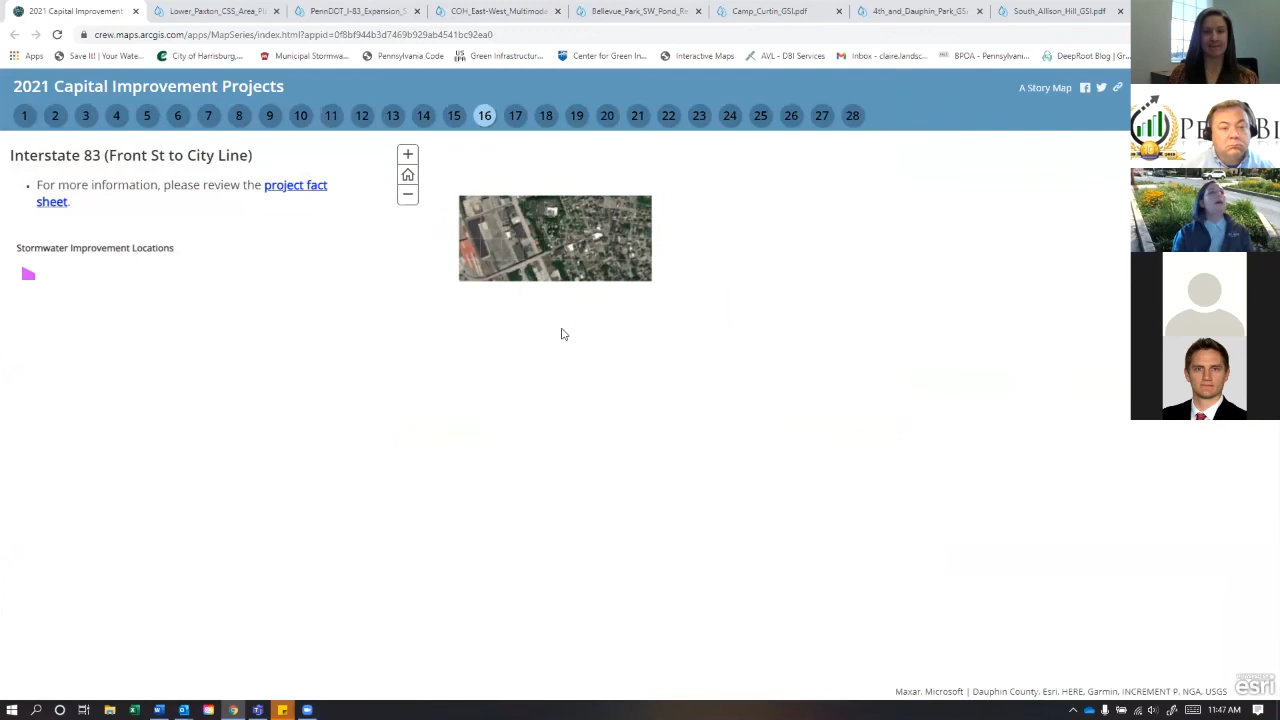 2021 Capital Improvement Projects
Lower_Paxton_CSS_Area_Pl
PennDOT_I-83_Expansion_S
COH_East-West_Multimod
Bellevue_Park_SW_Pond_R
Camp_Curtin_GSI.pdf
4th_and_Dauphin_Park_GS
South_Allison_Hill_GSI.pdf
crew.maps.arcgis.com/apps/MapSeries/index.html?appid=0f8bf944b3d7469b929ab4541bc92ea0
Apps
Save It! | Your Wate...
City of Harrisburg,...
Municipal Stormwa...
Pennsylvania Code
US EPA
Green Infrastructur...
Center for Green In...
Interactive Maps
AVL - DBI Services
Inbox - claire.landsc...
BPOA - Pennsylvani...
DeepRoot Blog | Gr...
2021 Capital Improvement Projects
A Story Map
1 2 3 4 5 6 7 8 9 10 11 12 13 14 15 16 17 18 19 20 21 22 23 24 25 26 27 28
Interstate 83 (Front St to City Line)
For more information, please review the project fact
sheet.
Stormwater Improvement Locations
Maxar, Microsoft | Dauphin County, Esri, HERE, Garmin, INCREMENT P, NGA, USGS
esri
11:47 AM